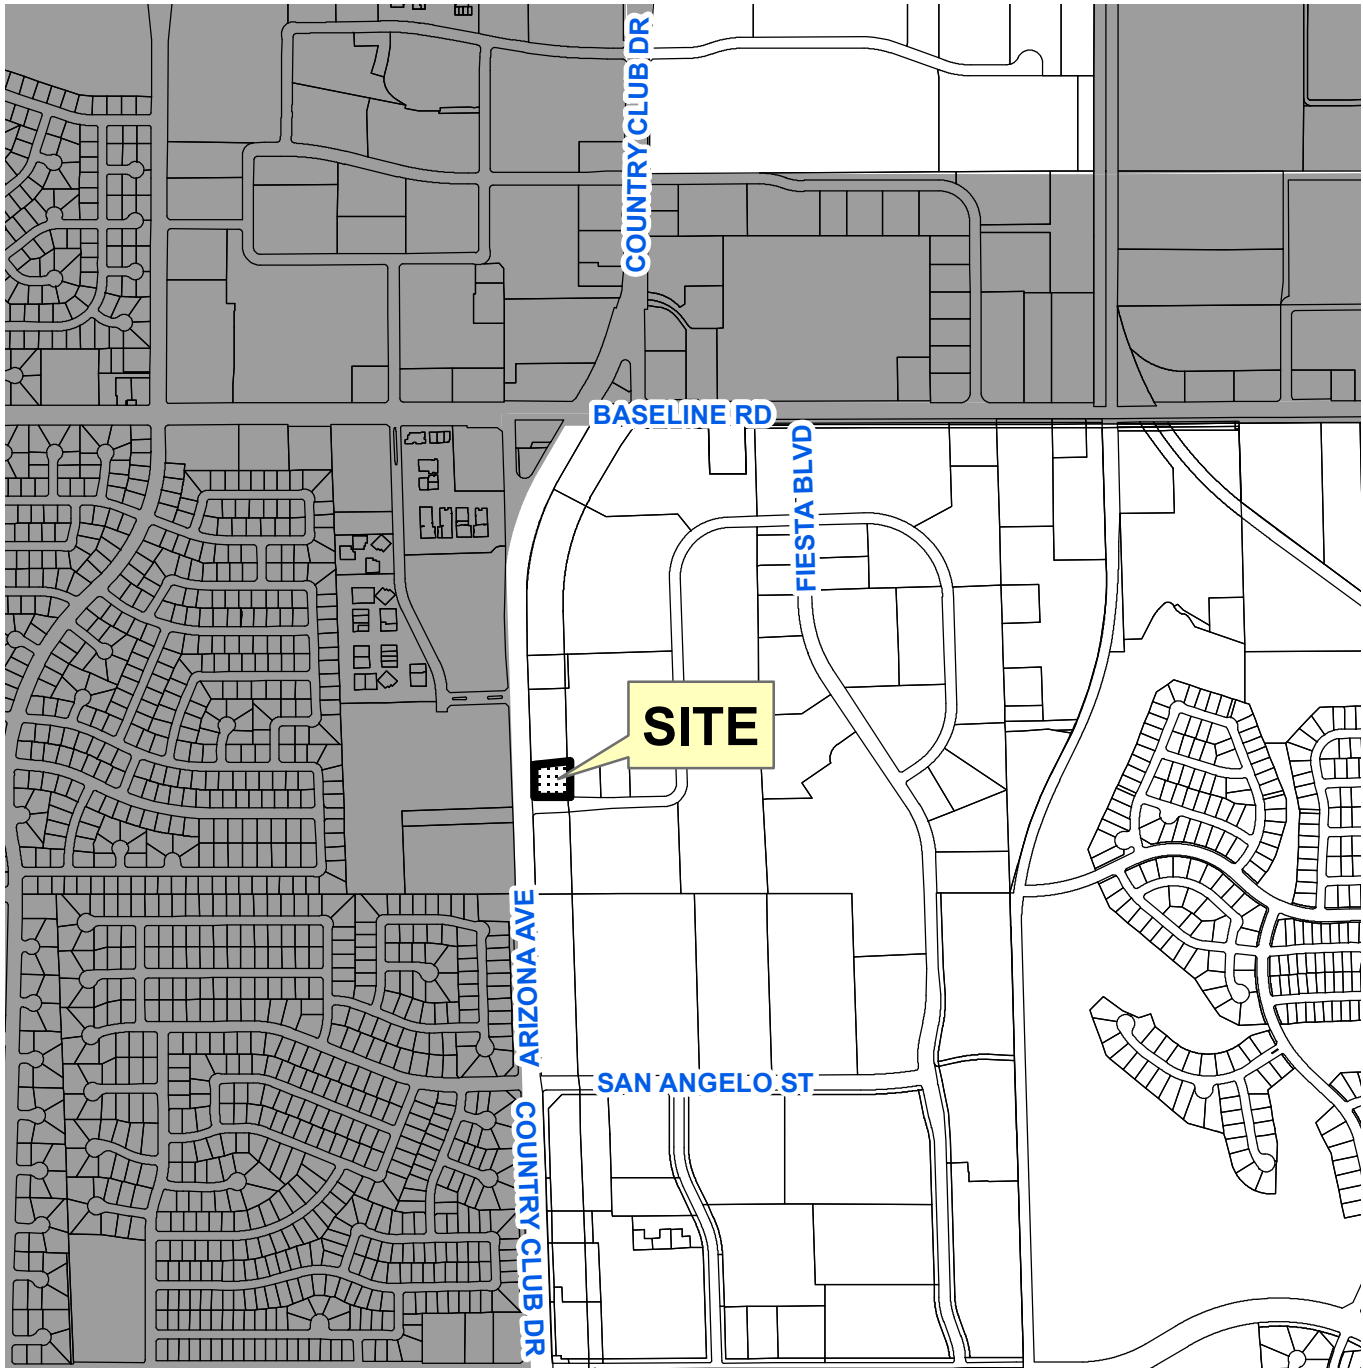 COUNTRY CLUB DR
BASELINE RD
FIESTA BLVD
SITE
ARIZONA AVE
SAN ANGELO ST
COUNTRY CLUB DR